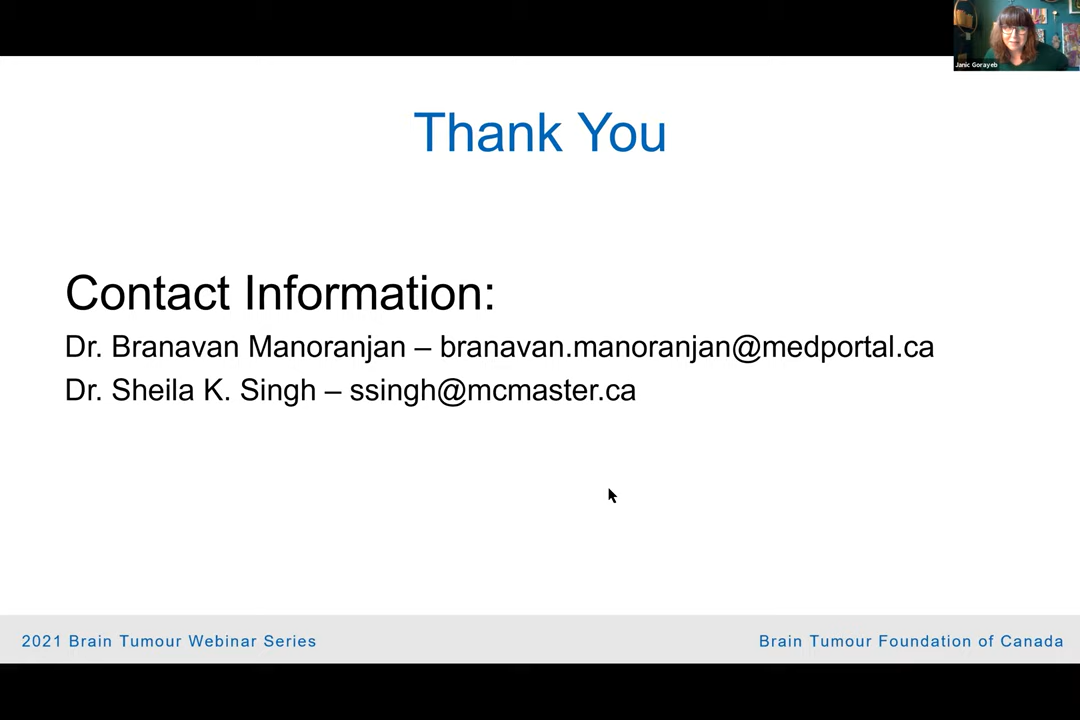 Janic Gorayeb
Thank You
Contact Information:
Dr. Branavan Manoranjan – branavan.manoranjan@medportal.ca
Dr. Sheila K. Singh – ssingh@mcmaster.ca
2021 Brain Tumour Webinar Series
Brain Tumour Foundation of Canada